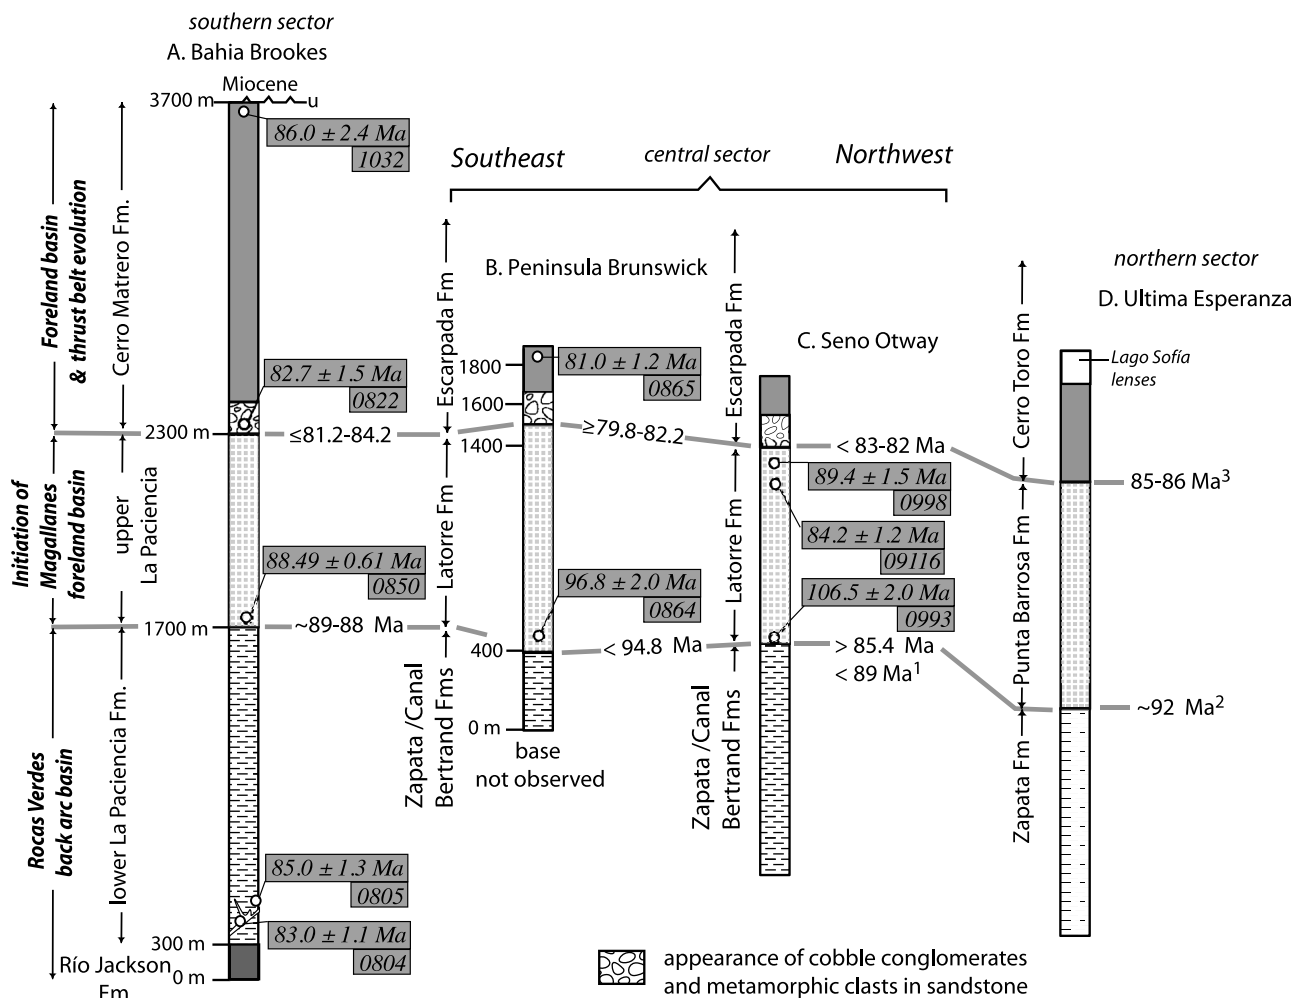 southern sector
A. Bahia Brookes
Miocene
3700 m
u
86.0 ± 2.4 Ma
1032
Foreland basin
& thrust belt evolution
Cerro Matrero Fm.
82.7 ± 1.5 Ma
0822
2300 m
≤81.2-84.2
Initiation of
Magallanes
foreland basin
upper
La Paciencia
88.49 ± 0.61 Ma
0850
1700 m
~89-88 Ma
Rocas Verdes
back arc basin
lower La Paciencia Fm.
85.0 ± 1.3 Ma
0805
83.0 ± 1.1 Ma
0804
300 m
0 m
Río Jackson
Fm
Southeast
central sector
Northwest
Escarpada Fm
Latorre Fm
Zapata /Canal
Bertrand Fms
B. Peninsula Brunswick
1800
1600
1400
400
0 m
81.0 ± 1.2 Ma
0865
≥79.8-82.2
96.8 ± 2.0 Ma
0864
< 94.8 Ma
base
not observed
Escarpada Fm
Latorre Fm
Zapata /Canal
Bertrand Fms
C. Seno Otway
< 83-82 Ma
89.4 ± 1.5 Ma
0998
84.2 ± 1.2 Ma
09116
106.5 ± 2.0 Ma
0993
> 85.4 Ma
< 89 Ma1
northern sector
D. Ultima Esperanza
Cerro Toro Fm
Punta Barrosa Fm
Zapata Fm
Lago Sofía
lenses
85-86 Ma3
~92 Ma2
appearance of cobble conglomerates
and metamorphic clasts in sandstone